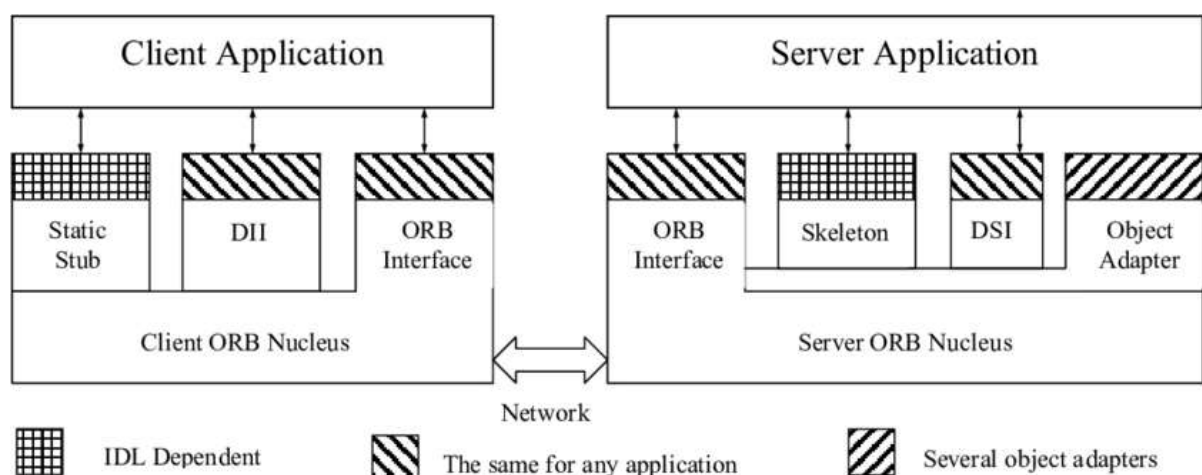 Client Application
Server Application
Static
Stub
DII
ORB
Interface
ORB
Interface
Skeleton
DSI
Object
Adapter
Client ORB Nucleus
Server ORB Nucleus
Network
IDL Dependent
The same for any application
Several object adapters